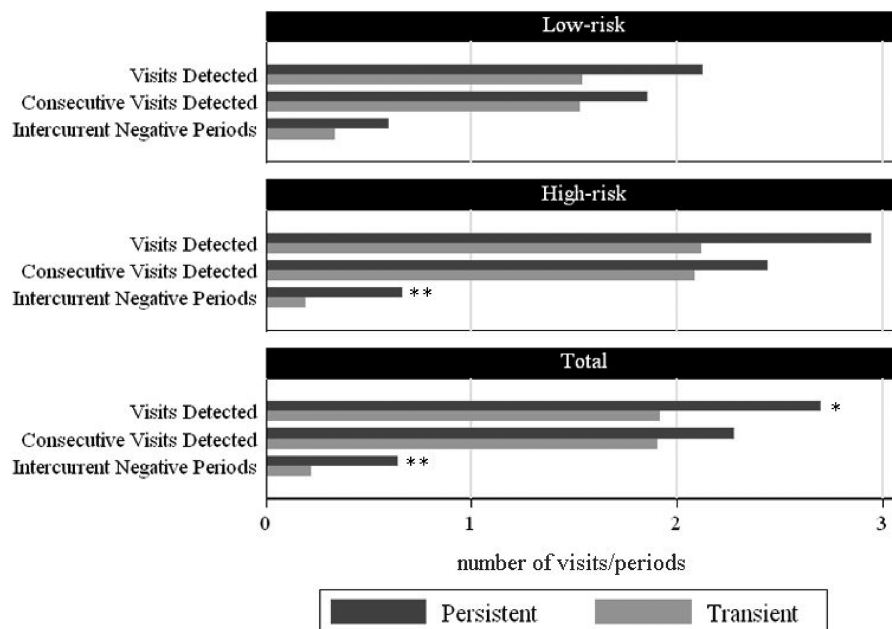 Low-risk
Visits Detected
Consecutive Visits Detected
Intercurrent Negative Periods
High-risk
Visits Detected
Consecutive Visits Detected
Intercurrent Negative Periods **
Total
Visits Detected *
Consecutive Visits Detected
Intercurrent Negative Periods **
0 1 2 3
number of visits/periods
Persistent Transient